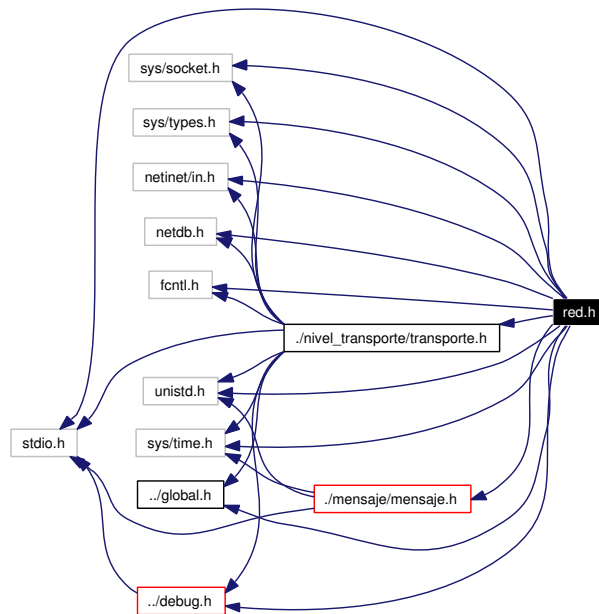 sys/socket.h
sys/types.h
netinet/in.h
netdb.h
fcntl.h
red.h
./nivel_transporte/transporte.h
unistd.h
stdio.h
sys/time.h
../global.h
./mensaje/mensaje.h
../debug.h